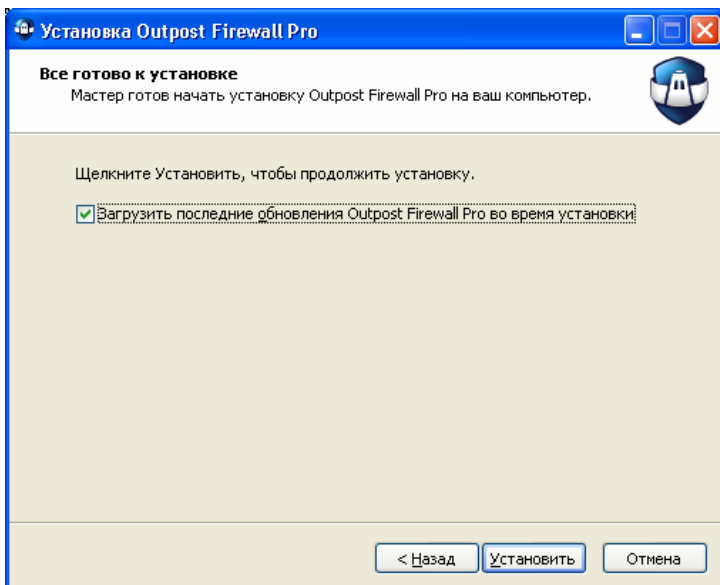 Установка Outpost Firewall Pro
Все готово к установке
Мастер готов начать установку Outpost Firewall Pro на ваш компьютер.
Щелкните Установить, чтобы продолжить установку.
Загрузить последние обновления Outpost Firewall Pro во время установки
< Назад
Установить
Отмена